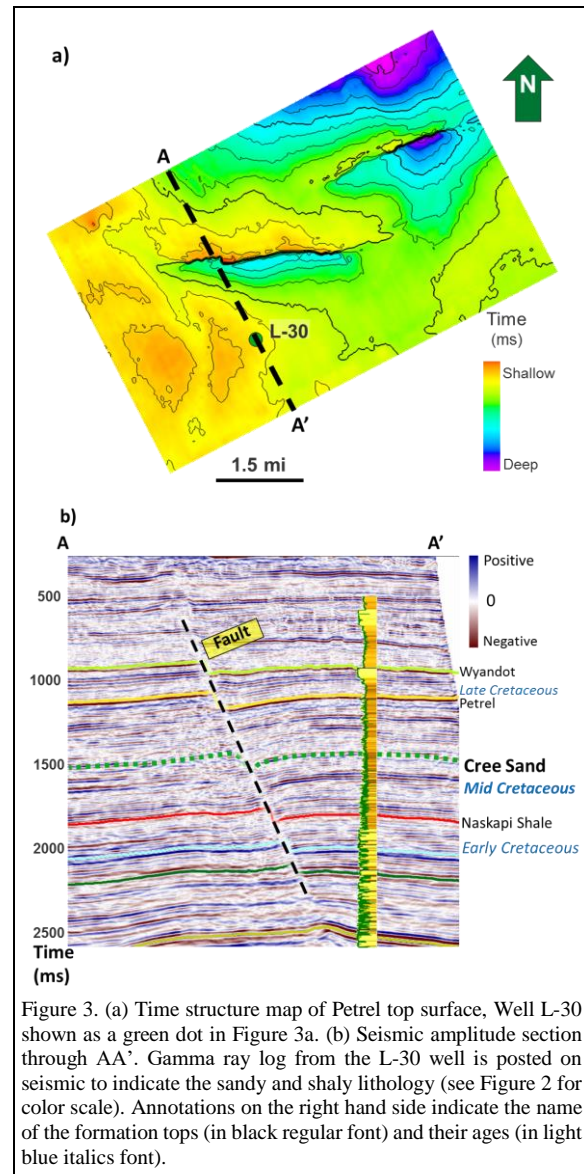 a)
N
A
L-30
A'
Time
(ms)
Shallow
Deep
1.5 mi
b)
A
A'
500
1000
1500
2000
2500
Time
(ms)
Fault
Positive
0
Negative
Wyandot
Late Cretaceous
Petrel
Cree Sand
Mid Cretaceous
Naskapi Shale
Early Cretaceous
Figure 3. (a) Time structure map of Petrel top surface, Well L-30
shown as a green dot in Figure 3a. (b) Seismic amplitude section
through AA’. Gamma ray log from the L-30 well is posted on
seismic to indicate the sandy and shaly lithology (see Figure 2 for
color scale). Annotations on the right hand side indicate the name
of the formation tops (in black regular font) and their ages (in light
blue italics font).